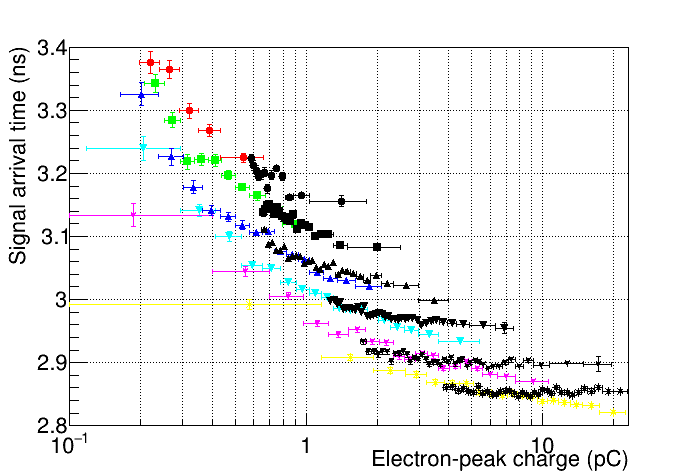 Signal arrival time (ns)
3.4
3.3
3.2
3.1
3
2.9
2.8
10⁻¹ 1 10
Electron-peak charge (pC)